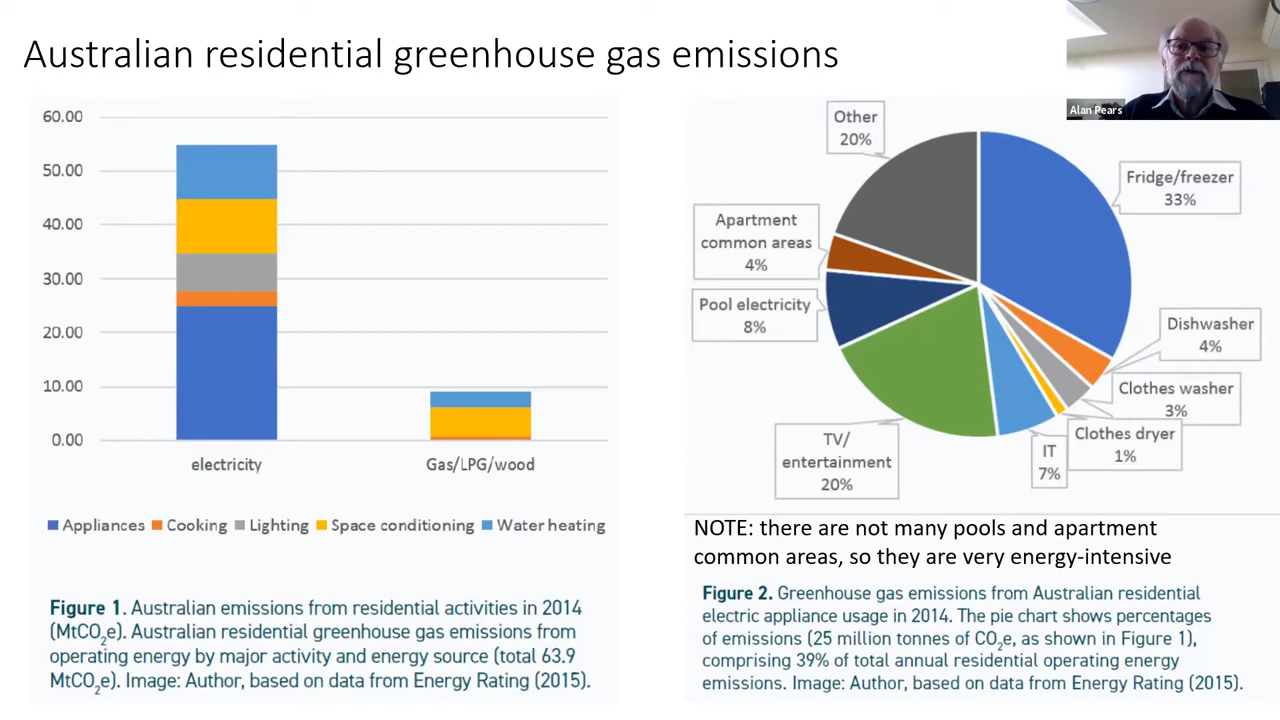 Australian residential greenhouse gas emissions
Alan Pears
60.00
50.00
40.00
30.00
20.00
10.00
0.00
electricity
Gas/LPG/wood
Appliances
Cooking
Lighting
Space conditioning
Water heating
Figure 1. Australian emissions from residential activities in 2014
(MtCO2e). Australian residential greenhouse gas emissions from
operating energy by major activity and energy source (total 63.9
MtCO2e). Image: Author, based on data from Energy Rating (2015).
Other
20%
Fridge/freezer
33%
Apartment
common areas
4%
Pool electricity
8%
Dishwasher
4%
Clothes washer
3%
Clothes dryer
1%
IT
7%
TV/
entertainment
20%
NOTE: there are not many pools and apartment
common areas, so they are very energy-intensive
Figure 2. Greenhouse gas emissions from Australian residential
electric appliance usage in 2014. The pie chart shows percentages
of emissions (25 million tonnes of CO2e, as shown in Figure 1),
comprising 39% of total annual residential operating energy
emissions. Image: Author, based on data from Energy Rating (2015).